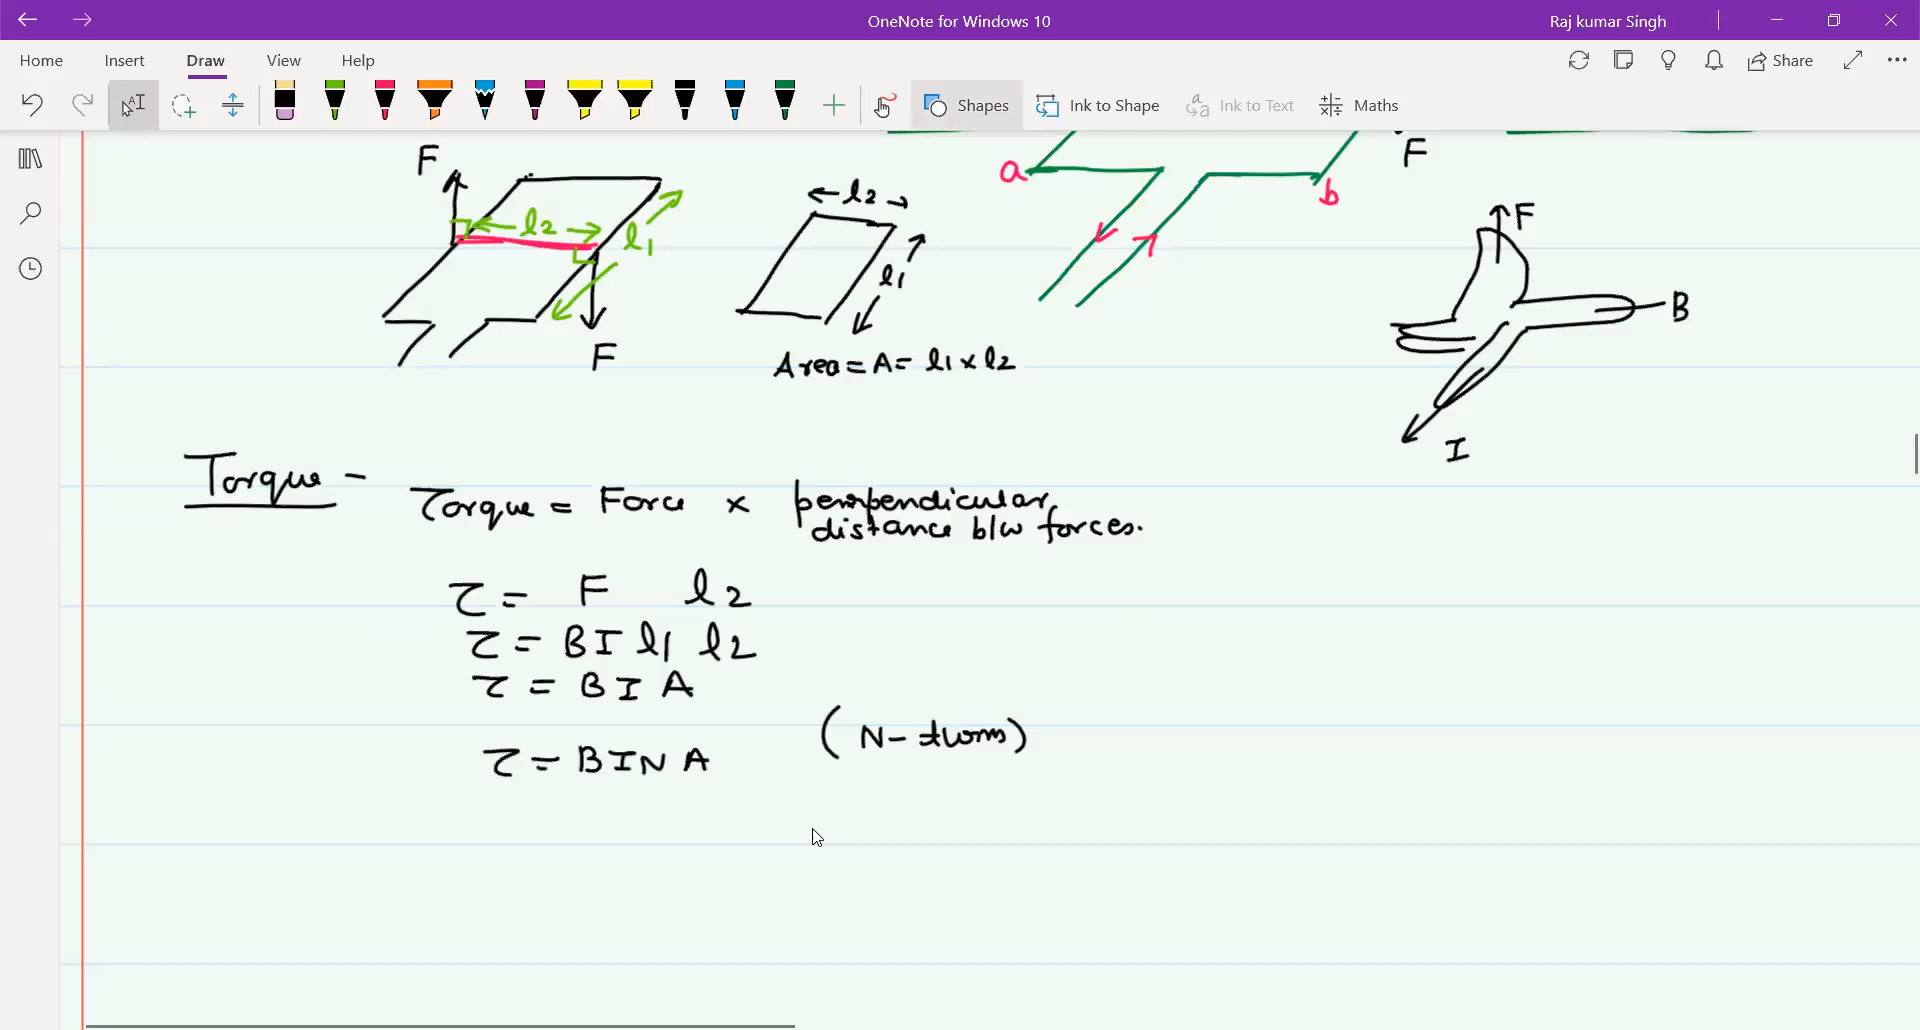 OneNote for Windows 10
Raj kumar Singh
Home Insert Draw View Help
Share
Shapes
Ink to Shape
Ink to Text
Maths
F
l2
l1
F
l2
l1
Area = A = l1 x l2
a
b
F
F
B
I
Torque -
Torque = Force x perpendicular
distance b/w forces.
τ = F l2
τ = B I l1 l2
τ = B I A
(N - turns)
τ = B I N A